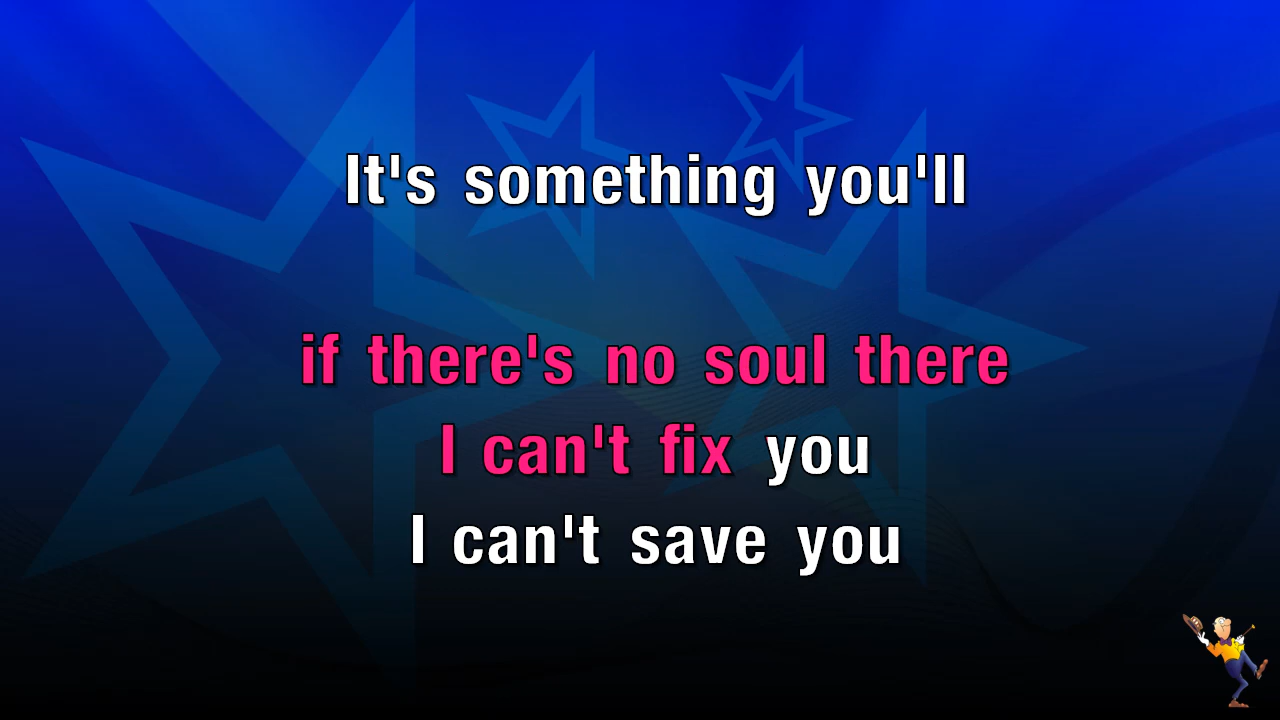 It's something you'll
if there's no soul there
I can't fix you
I can't save you